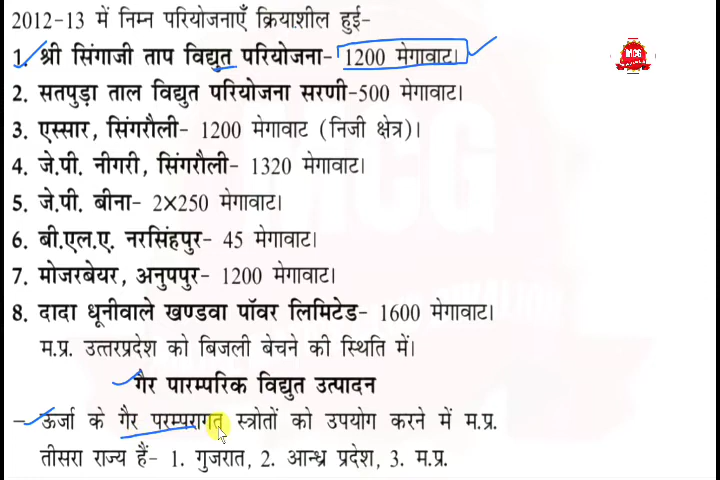 2012-13 में निम्न परियोजनाएँ क्रियाशील हुई-
1. श्री सिंगाजी ताप विद्युत परियोजना- 1200 मेगावाट।
MCG
2. सतपुड़ा ताल विद्युत परियोजना सरणी-500 मेगावाट।
3. एस्सार, सिंगरौली- 1200 मेगावाट (निजी क्षेत्र)।
4. जे.पी. नीगरी, सिंगरौली- 1320 मेगावाट।
5. जे.पी. बीना- 2×250 मेगावाट।
6. बी.एल.ए. नरसिंहपुर- 45 मेगावाट।
7. मोजरबेयर, अनुपपुर- 1200 मेगावाट।
8. दादा धूनीवाले खण्डवा पॉवर लिमिटेड- 1600 मेगावाट।
म.प्र. उत्तरप्रदेश को बिजली बेचने की स्थिति में।
गैर पारम्परिक विद्युत उत्पादन
- ऊर्जा के गैर परम्परागत स्त्रोतों को उपयोग करने में म.प्र.
तीसरा राज्य हैं- 1. गुजरात, 2. आन्ध्र प्रदेश, 3. म.प्र.